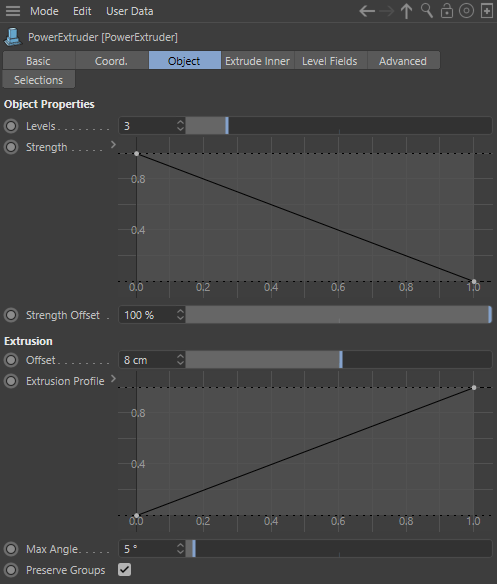 Mode Edit User Data
PowerExtruder [PowerExtruder]
Basic Coord. Object Extrude Inner Level Fields Advanced
Selections
Object Properties
Levels . . . . . . . . 3
Strength . . . . .
0.8
0.4
0.0 0.2 0.4 0.6 0.8 1.0
Strength Offset . 100 %
Extrusion
Offset . . . . . . . . 8 cm
Extrusion Profile
0.8
0.4
0.0 0.2 0.4 0.6 0.8 1.0
Max Angle. . . . . 5 °
Preserve Groups